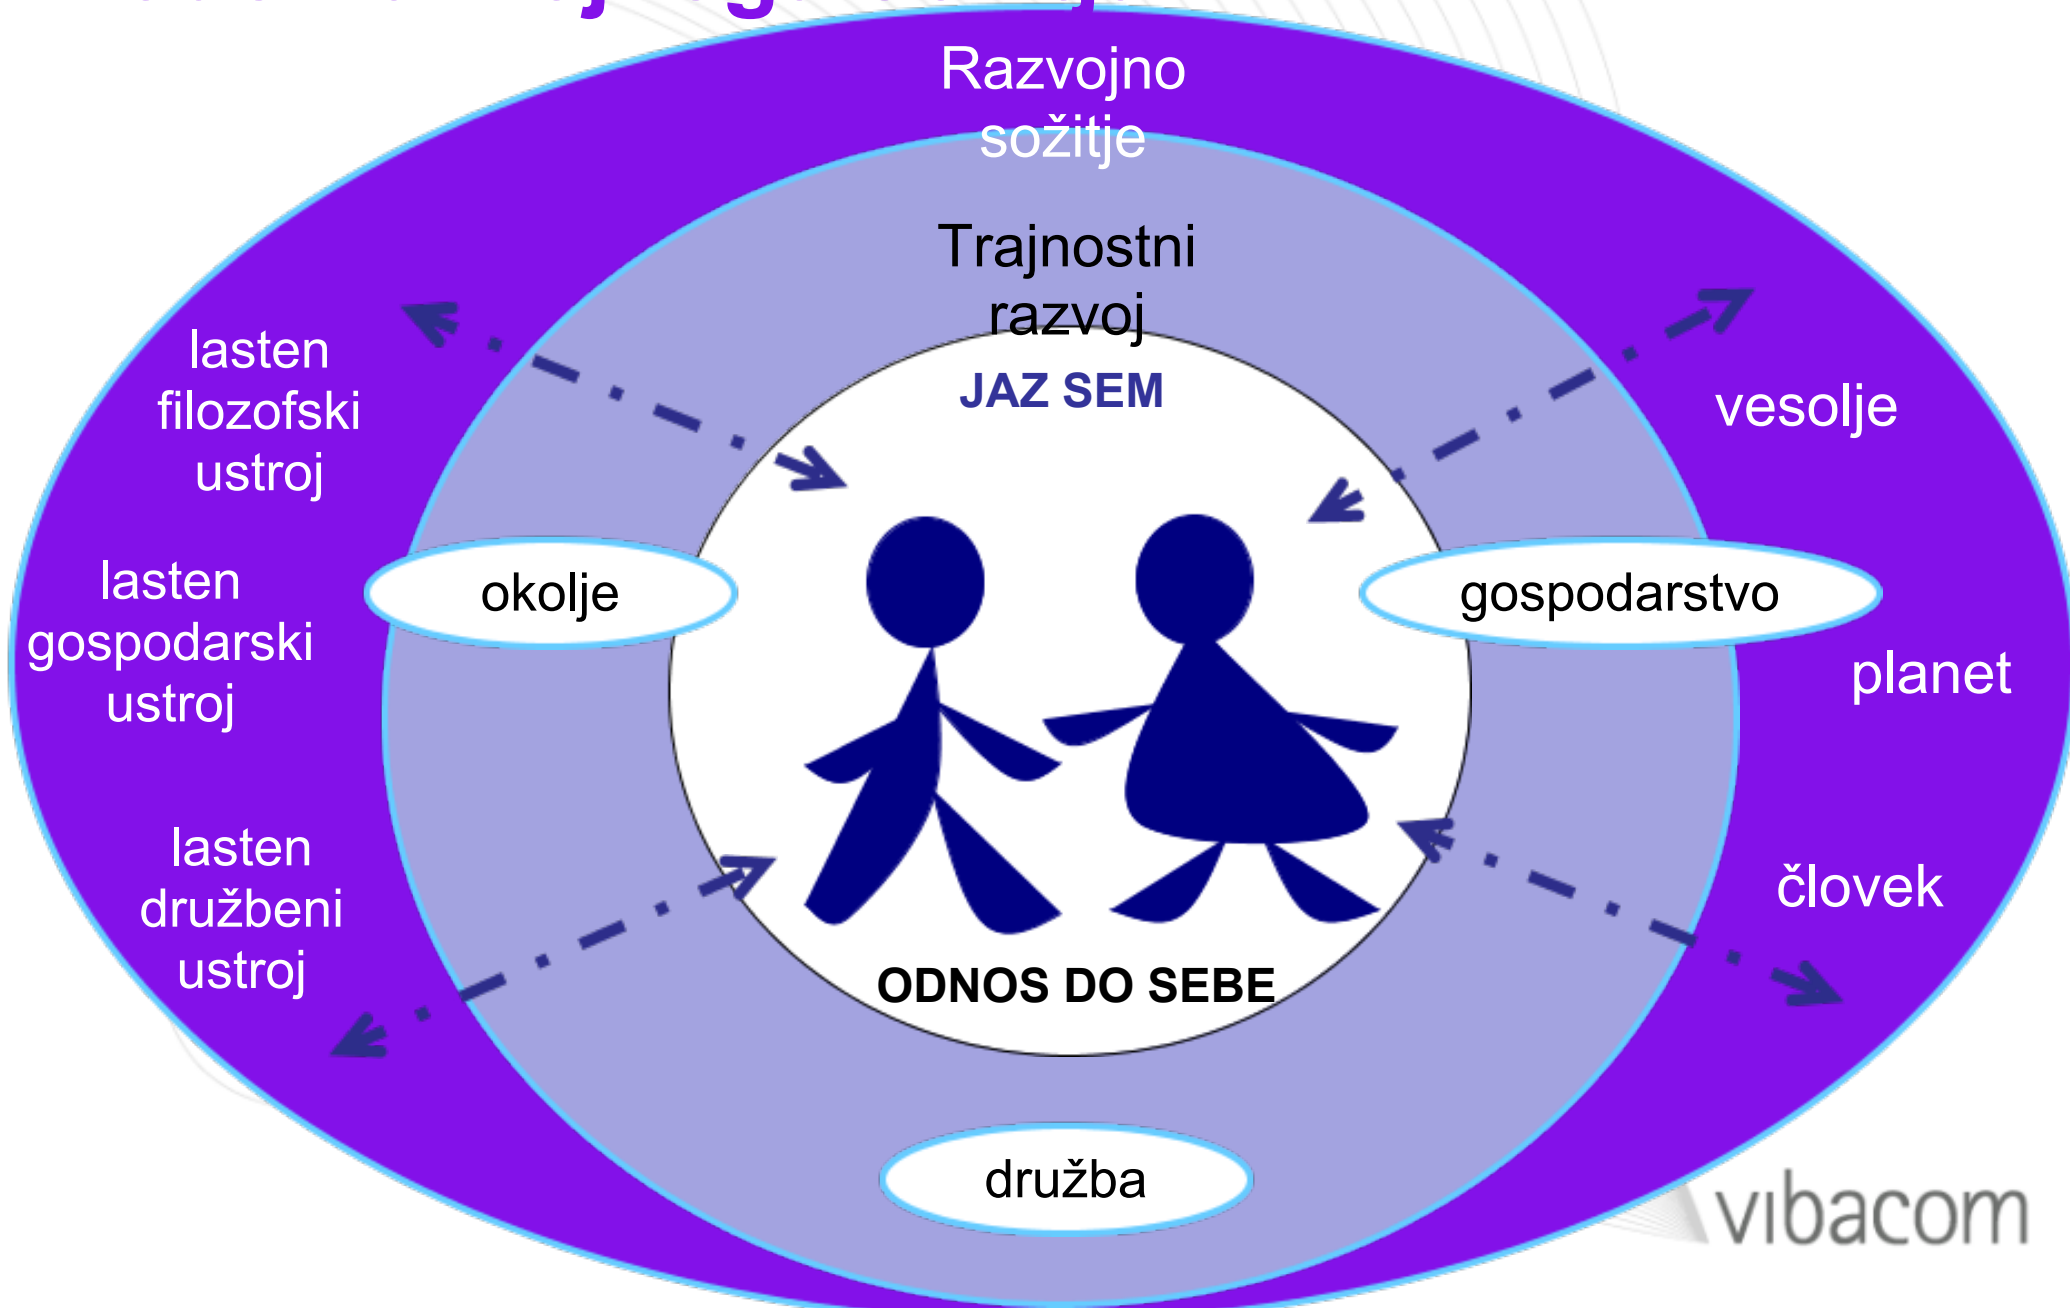 Razvojno
sožitje
Trajnostni
razvoj
JAZ SEM
lasten
filozofski
ustroj
vesolje
okolje
gospodarstvo
lasten
gospodarski
ustroj
planet
lasten
družbeni
ustroj
človek
ODNOS DO SEBE
družba
vibacom